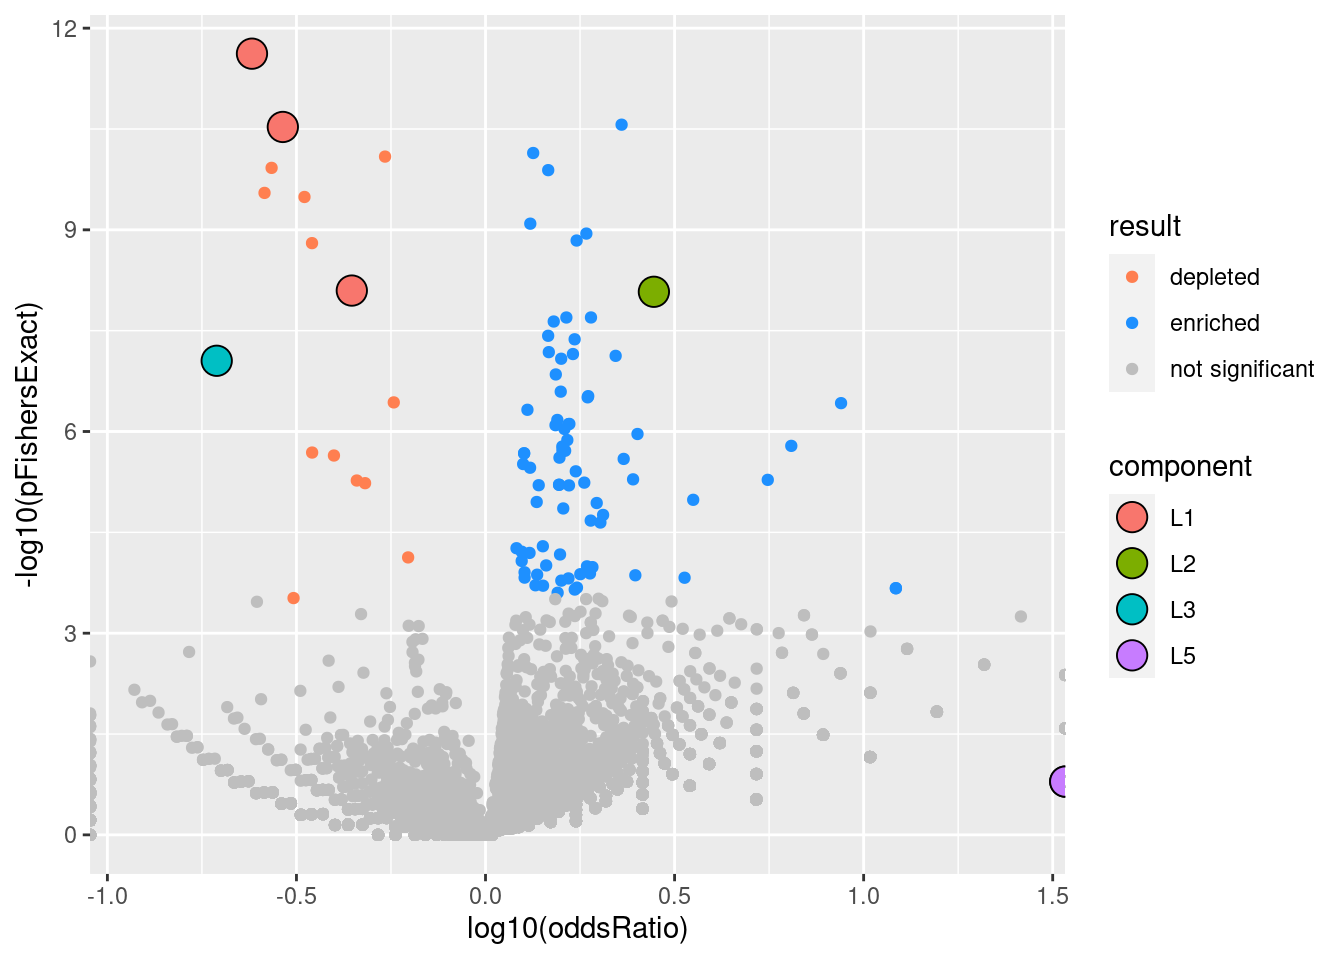 12
9
6
3
0
-log10(pFishersExact)
-1.0
-0.5
0.0
0.5
1.0
1.5
log10(oddsRatio)
result
depleted
enriched
not significant
component
L1
L2
L3
L5